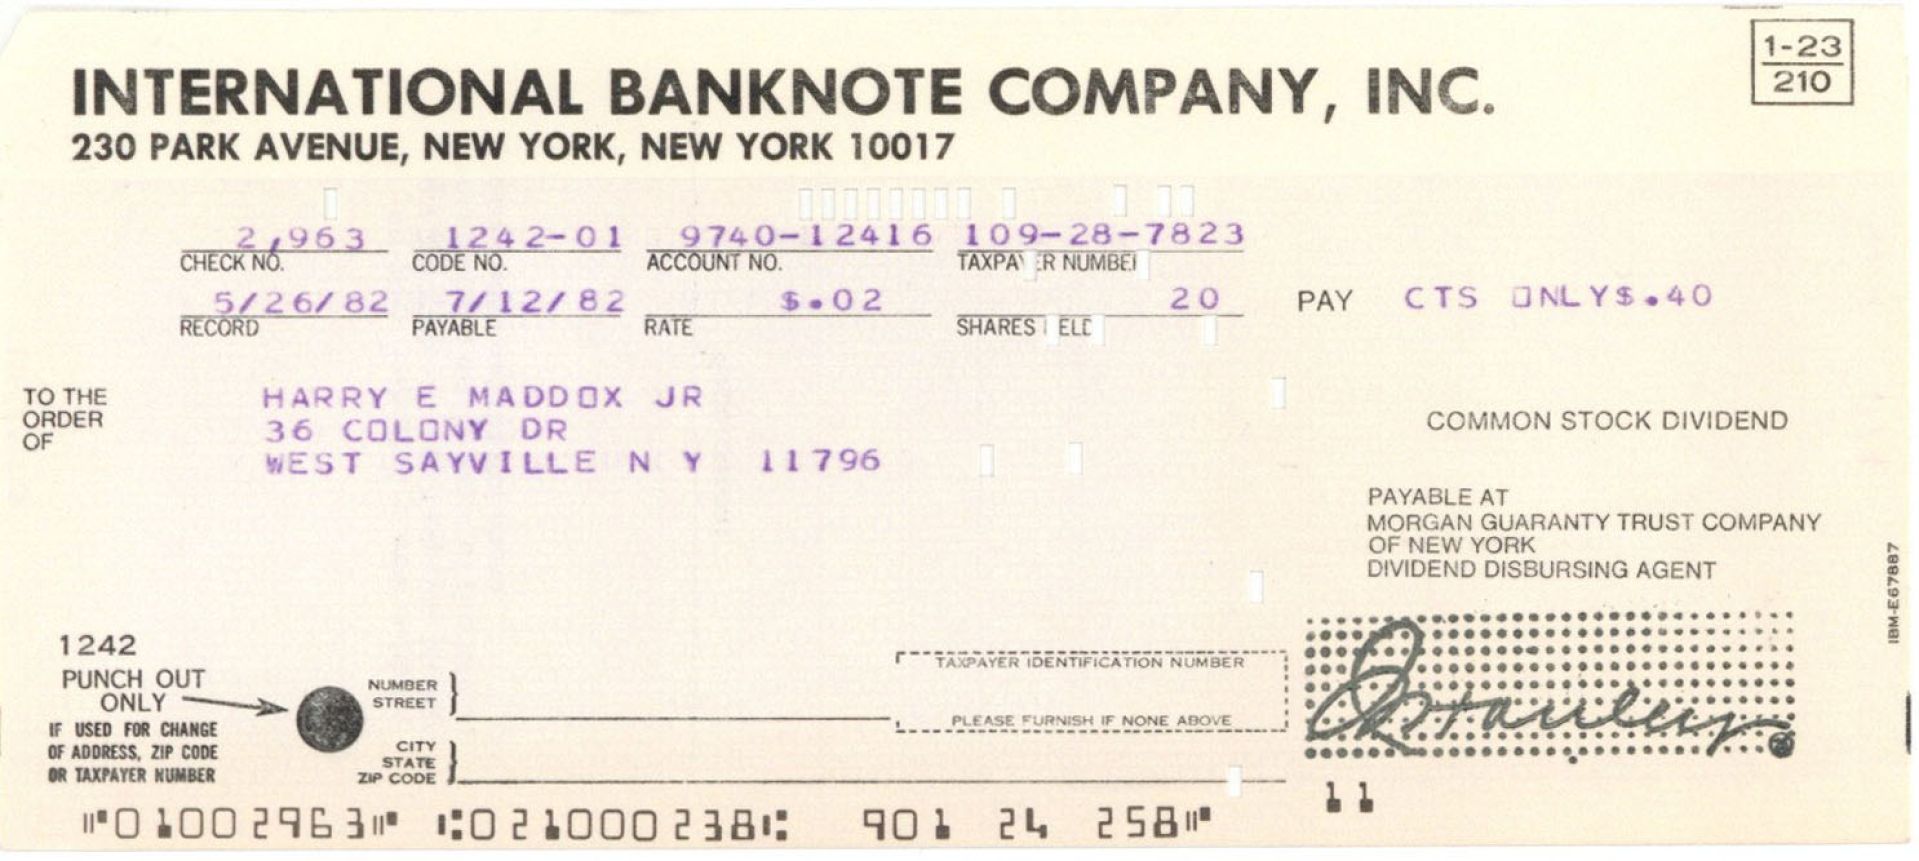 1-23
210
INTERNATIONAL BANKNOTE COMPANY, INC.
230 PARK AVENUE, NEW YORK, NEW YORK 10017
2,963 1242-01 9740-12416 109-28-7823
CHECK NO. CODE NO. ACCOUNT NO. TAXPAYER NUMBER
5/26/82 7/12/82 $.02 20 PAY CTS ONLY$.40
RECORD PAYABLE RATE SHARES HELD
TO THE
ORDER
OF
HARRY E MADDOX JR
36 COLONY DR
WEST SAYVILLE N Y 11796
COMMON STOCK DIVIDEND
PAYABLE AT
MORGAN GUARANTY TRUST COMPANY
OF NEW YORK
DIVIDEND DISBURSING AGENT
IBM-E67887
1242
PUNCH OUT
ONLY
IF USED FOR CHANGE
OF ADDRESS, ZIP CODE
OR TAXPAYER NUMBER
NUMBER
STREET
CITY
STATE
ZIP CODE
TAXPAYER IDENTIFICATION NUMBER
PLEASE FURNISH IF NONE ABOVE
11
⑈01002963⑈ ⑆021000238⑆ 901 24 258⑈